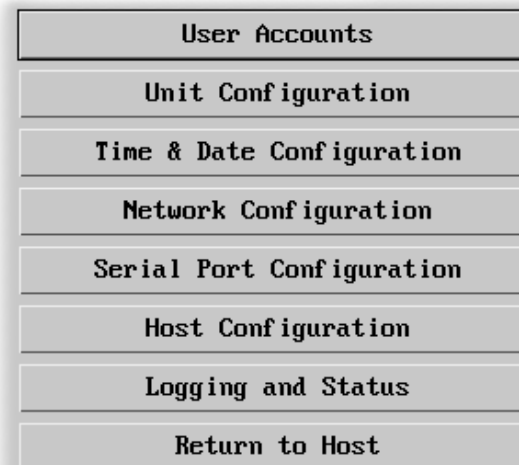 User Accounts
Unit Configuration
Time & Date Configuration
Network Configuration
Serial Port Configuration
Host Configuration
Logging and Status
Return to Host